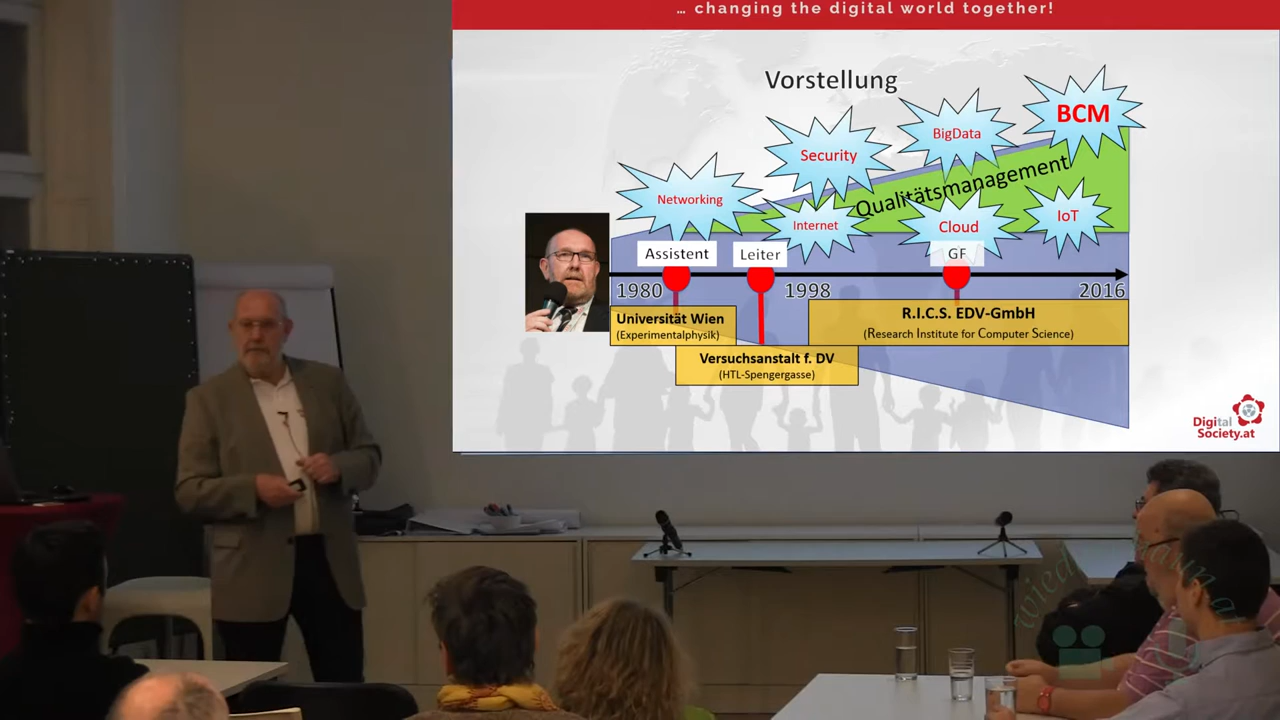 … changing the digital world together!
Vorstellung
BCM
BigData
Security
Qualitätsmanagement
Networking
Internet
Cloud
IoT
Assistent
Leiter
GF
1980
1998
2016
Universität Wien
(Experimentalphysik)
R.I.C.S. EDV-GmbH
(Research Institute for Computer Science)
Versuchsanstalt f. DV
(HTL-Spengergasse)
Digital
Society.at